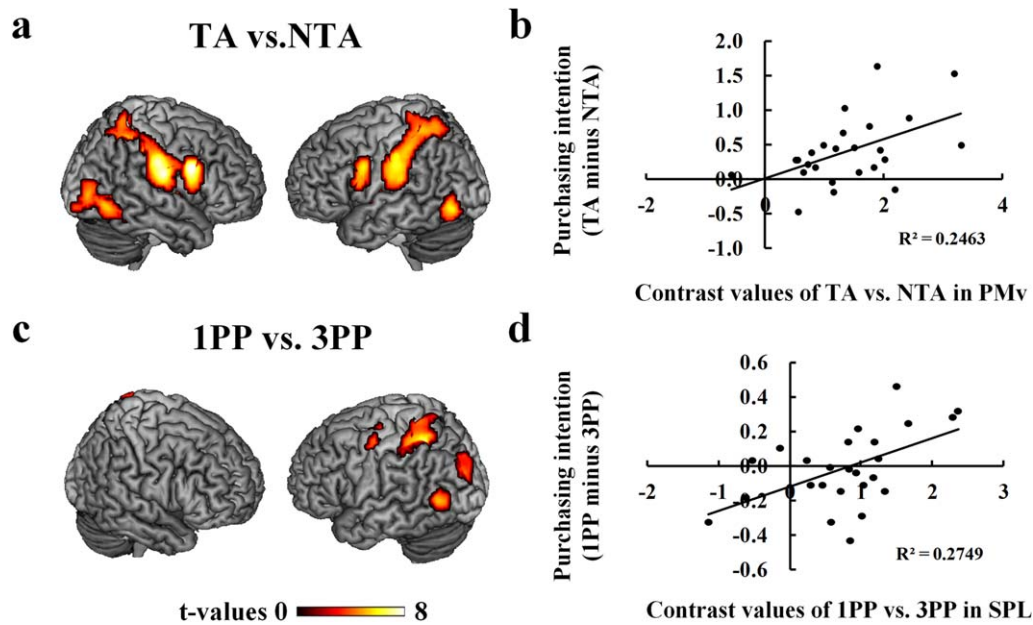 a
TA vs.NTA
b
Purchasing intention
(TA minus NTA)
2.0
1.5
1.0
0.5
0.0
-0.5
-1.0
-2
0
2
4
R² = 0.2463
Contrast values of TA vs. NTA in PMv
c
1PP vs. 3PP
d
Purchasing intention
(1PP minus 3PP)
0.6
0.4
0.2
0.0
-0.2
-0.4
-0.6
-2
-1
0
1
2
3
R² = 0.2749
Contrast values of 1PP vs. 3PP in SPL
t-values 0 8